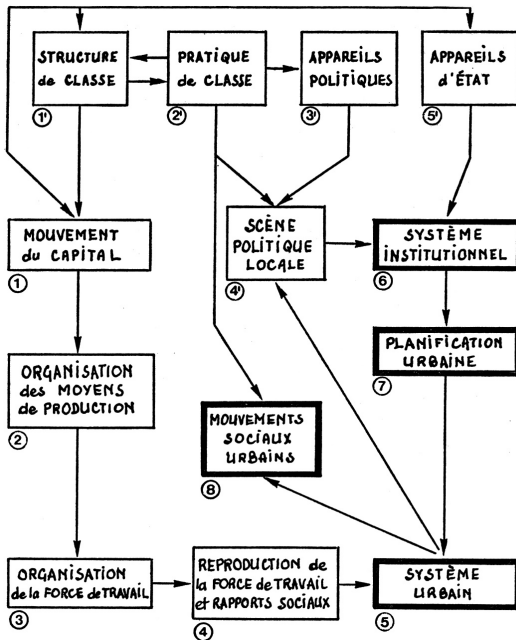 STRUCTURE
de CLASSE
1'
PRATIQUE
de CLASSE
2'
APPAREILS
POLITIQUES
3'
APPAREILS
d'ÉTAT
5'
MOUVEMENT
du CAPITAL
1
SCÈNE
POLITIQUE
LOCALE
4'
SYSTÈME
INSTITUTIONNEL
6
ORGANISATION
des MOYENS
de PRODUCTION
2
PLANIFICATION
URBAINE
7
MOUVEMENTS
SOCIAUX
URBAINS
8
ORGANISATION
de la FORCE de TRAVAIL
3
REPRODUCTION de
la FORCE de TRAVAIL
et RAPPORTS SOCIAUX
4
SYSTÈME
URBAIN
5